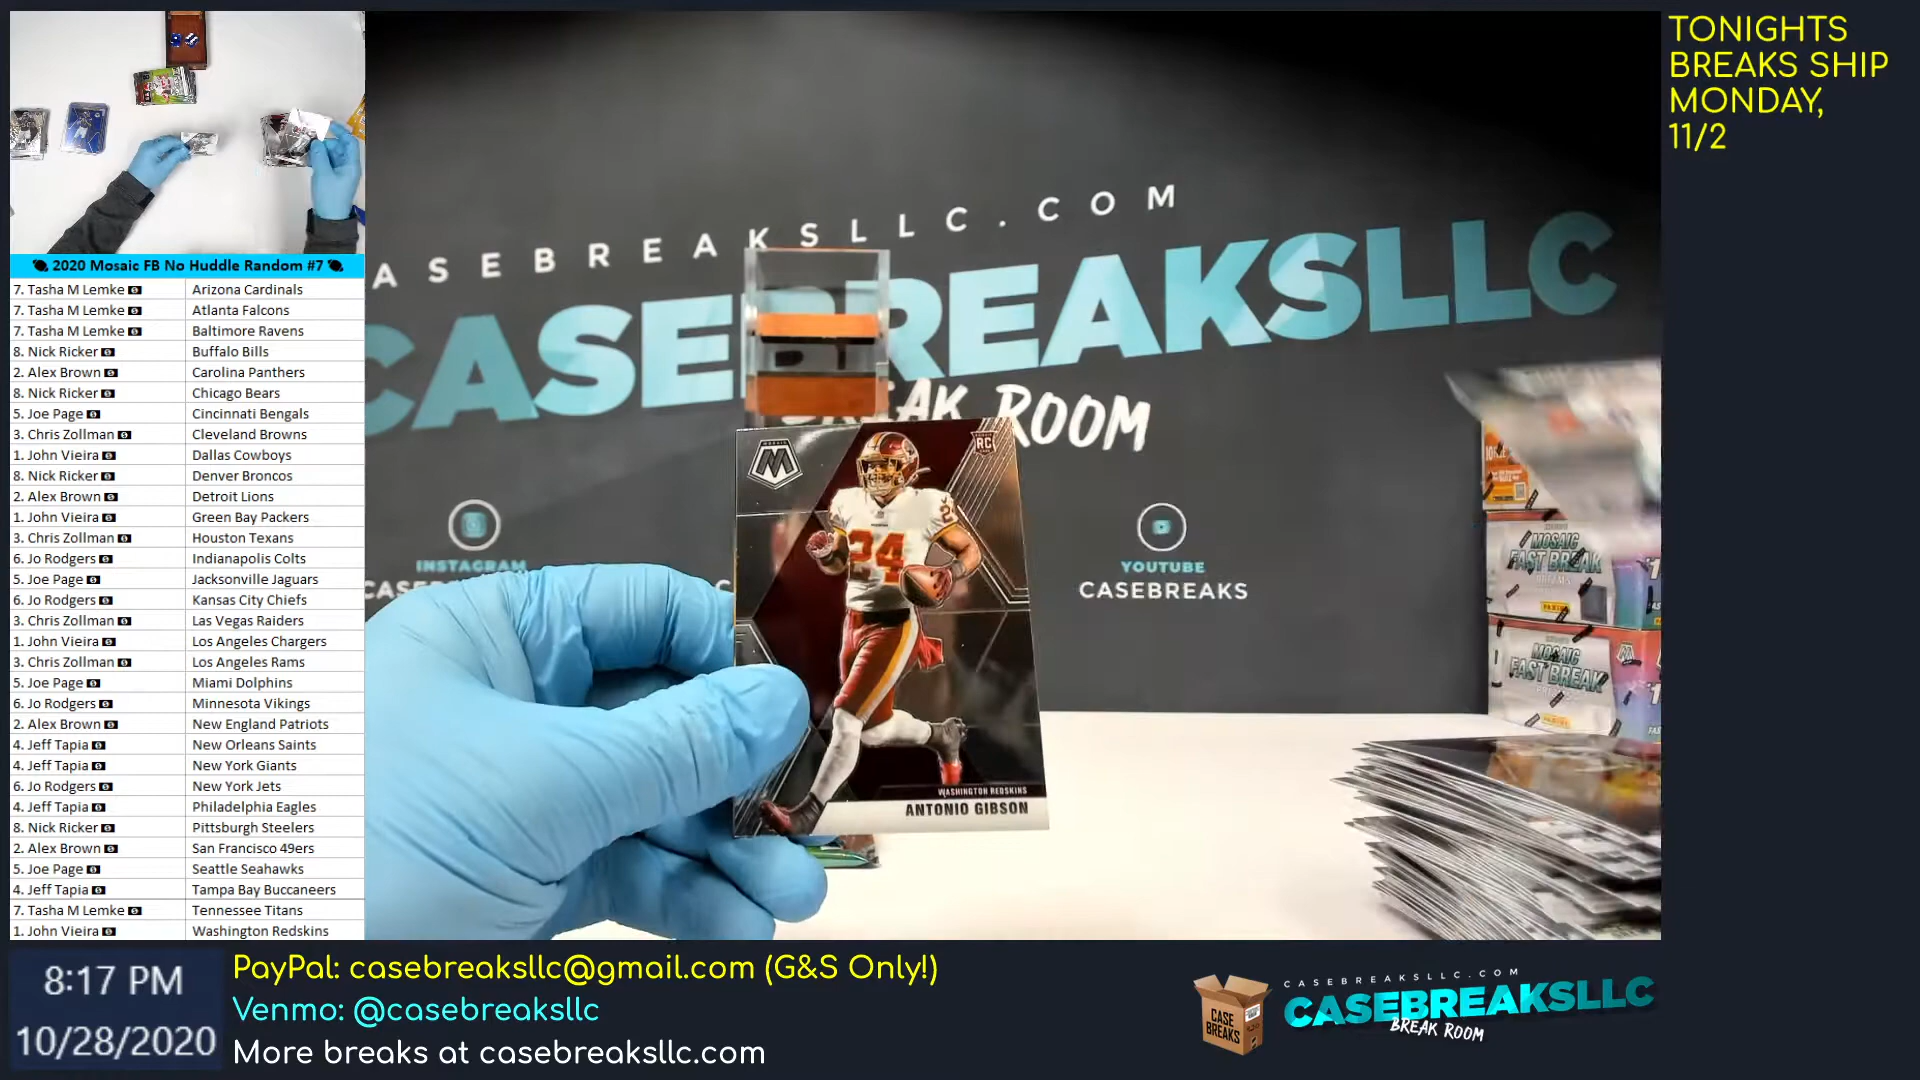 TONIGHTS
BREAKS SHIP
MONDAY,
11/2
2020 Mosaic FB No Huddle Random #7
7. Tasha M Lemke Arizona Cardinals
7. Tasha M Lemke Atlanta Falcons
7. Tasha M Lemke Baltimore Ravens
8. Nick Ricker Buffalo Bills
2. Alex Brown Carolina Panthers
8. Nick Ricker Chicago Bears
5. Joe Page Cincinnati Bengals
3. Chris Zollman Cleveland Browns
1. John Vieira Dallas Cowboys
8. Nick Ricker Denver Broncos
2. Alex Brown Detroit Lions
1. John Vieira Green Bay Packers
3. Chris Zollman Houston Texans
6. Jo Rodgers Indianapolis Colts
5. Joe Page Jacksonville Jaguars
6. Jo Rodgers Kansas City Chiefs
3. Chris Zollman Las Vegas Raiders
1. John Vieira Los Angeles Chargers
3. Chris Zollman Los Angeles Rams
5. Joe Page Miami Dolphins
6. Jo Rodgers Minnesota Vikings
2. Alex Brown New England Patriots
4. Jeff Tapia New Orleans Saints
4. Jeff Tapia New York Giants
6. Jo Rodgers New York Jets
4. Jeff Tapia Philadelphia Eagles
8. Nick Ricker Pittsburgh Steelers
2. Alex Brown San Francisco 49ers
5. Joe Page Seattle Seahawks
4. Jeff Tapia Tampa Bay Buccaneers
7. Tasha M Lemke Tennessee Titans
1. John Vieira Washington Redskins
CASEBREAKSLLC.COM
CASEBREAKSLLC
BREAK ROOM
INSTAGRAM
YOUTUBE
CASEBREAKS
RC
24
WASHINGTON REDSKINS
ANTONIO GIBSON
MOSAIC
FAST BREAK
PANINI
MOSAIC
FAST BREAK
8:17 PM
10/28/2020
PayPal: casebreaksllc@gmail.com (G&S Only!)
Venmo: @casebreaksllc
More breaks at casebreaksllc.com
CASE
BREAKS
CASEBREAKSLLC.COM
CASEBREAKSLLC
BREAK ROOM